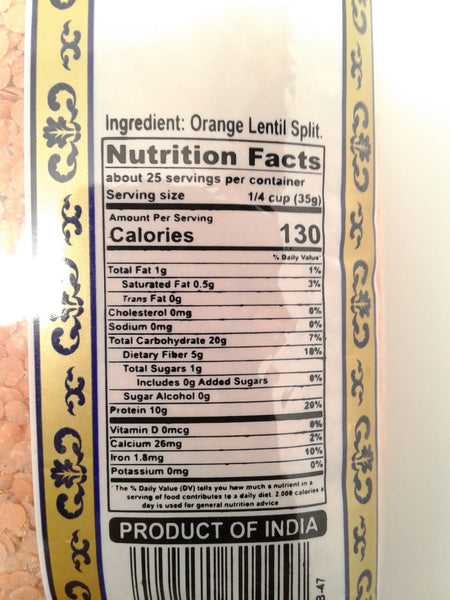 Ingredient: Orange Lentil Split.
Nutrition Facts
about 25 servings per container
Serving size 1/4 cup (35g)
Amount Per Serving
Calories 130
% Daily Value*
Total Fat 1g 1%
Saturated Fat 0.5g 3%
Trans Fat 0g
Cholesterol 0mg 0%
Sodium 0mg 0%
Total Carbohydrate 20g 7%
Dietary Fiber 5g 18%
Total Sugars 1g
Includes 0g Added Sugars 0%
Sugar Alcohol 0g
Protein 10g 20%
Vitamin D 0mcg 0%
Calcium 26mg 2%
Iron 1.8mg 10%
Potassium 0mg 0%
*The % Daily Value (DV) tells you how much a nutrient in a
serving of food contributes to a daily diet. 2,000 calories a
day is used for general nutrition advice
PRODUCT OF INDIA